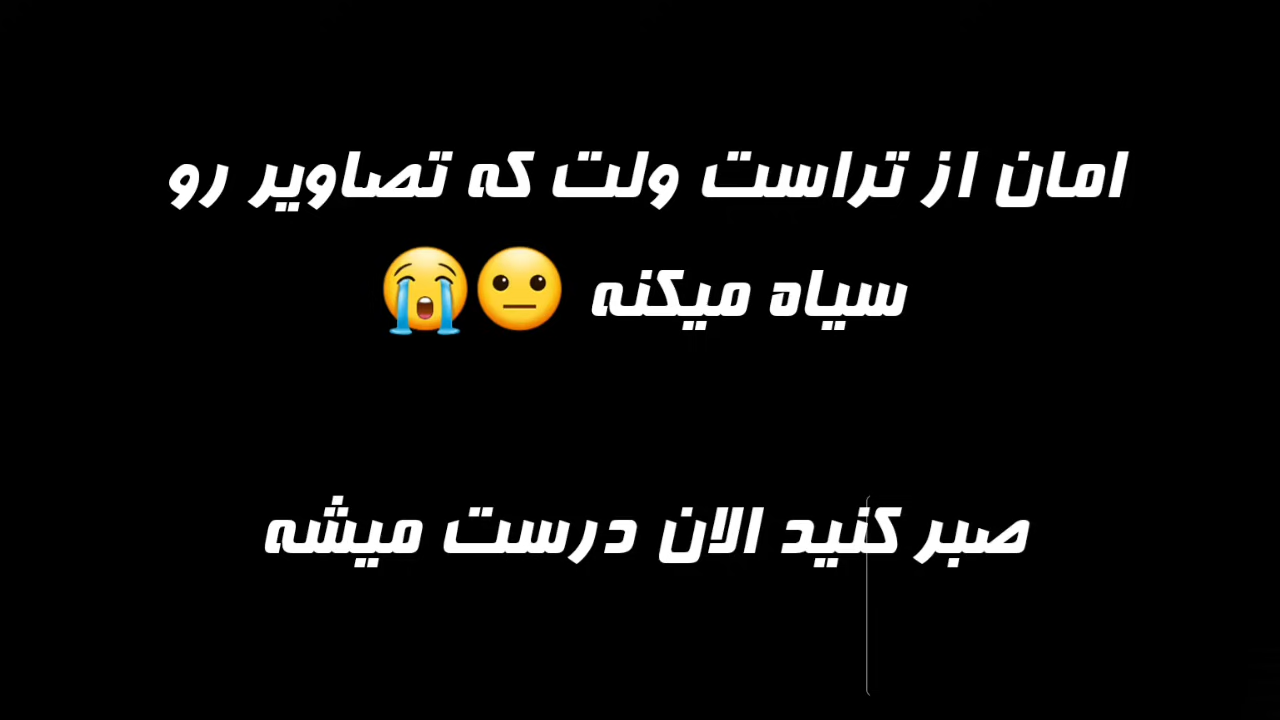 امان از تراست ولت که تصاویر رو
سیاه میکنه 😐😭
صبر کنید الان درست میشه